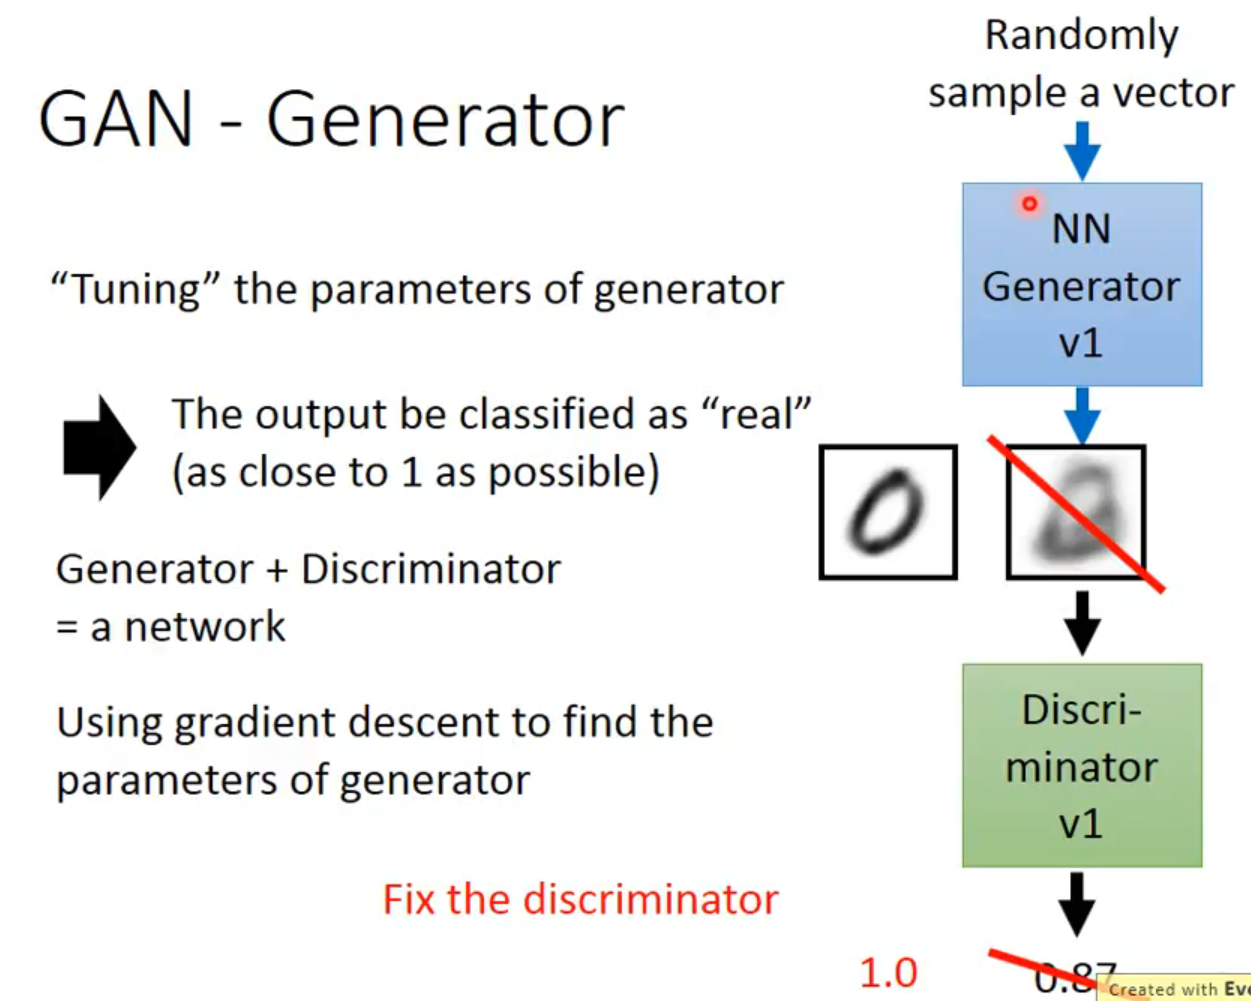 GAN - Generator
Randomly
sample a vector
NN
Generator
v1
“Tuning” the parameters of generator
The output be classified as “real”
(as close to 1 as possible)
Generator + Discriminator
= a network
Using gradient descent to find the
parameters of generator
Discri-
minator
v1
Fix the discriminator
1.0
0.87
Created with